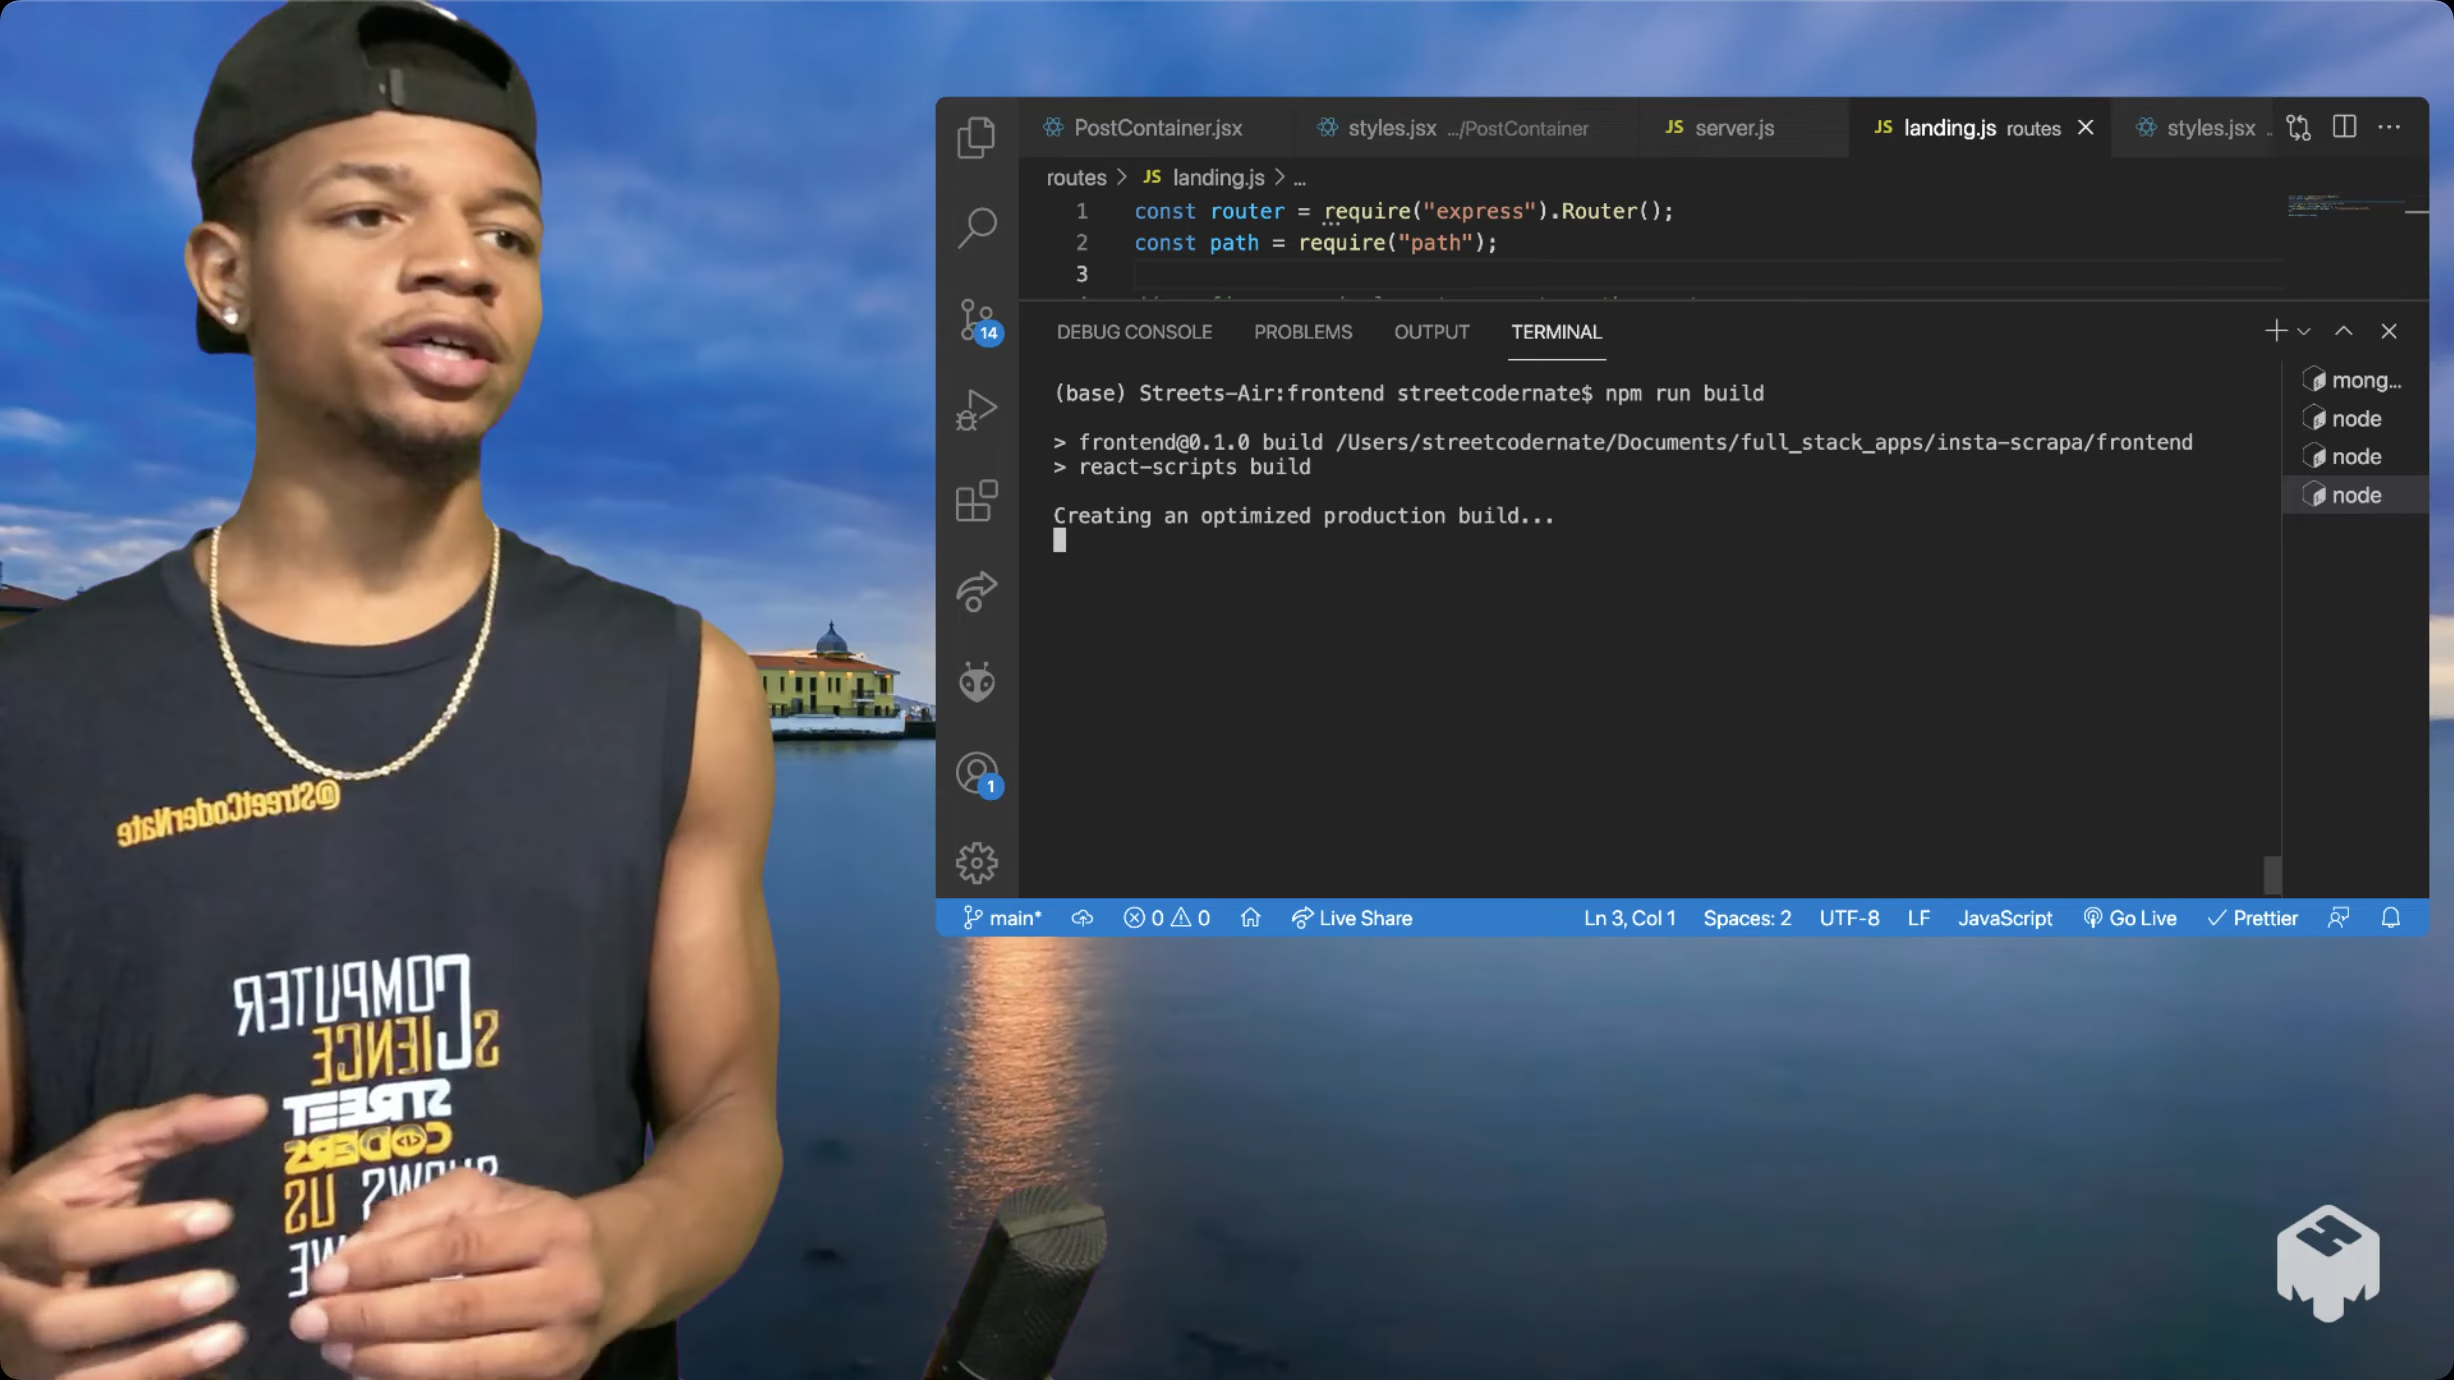 PostContainer.jsx
styles.jsx .../PostContainer
JS server.js
JS landing.js routes
styles.jsx
routes > JS landing.js > ...
1 const router = require("express").Router();
2 const path = require("path");
3
DEBUG CONSOLE PROBLEMS OUTPUT TERMINAL
(base) Streets-Air:frontend streetcodernate$ npm run build
> frontend@0.1.0 build /Users/streetcodernate/Documents/full_stack_apps/insta-scrapa/frontend
> react-scripts build
Creating an optimized production build...
mong...
node
node
node
14
1
main* 0 0 Live Share Ln 3, Col 1 Spaces: 2 UTF-8 LF JavaScript Go Live Prettier
@StreetCoderNate
COMPUTER
SCIENCE
STREET
CODERS
US